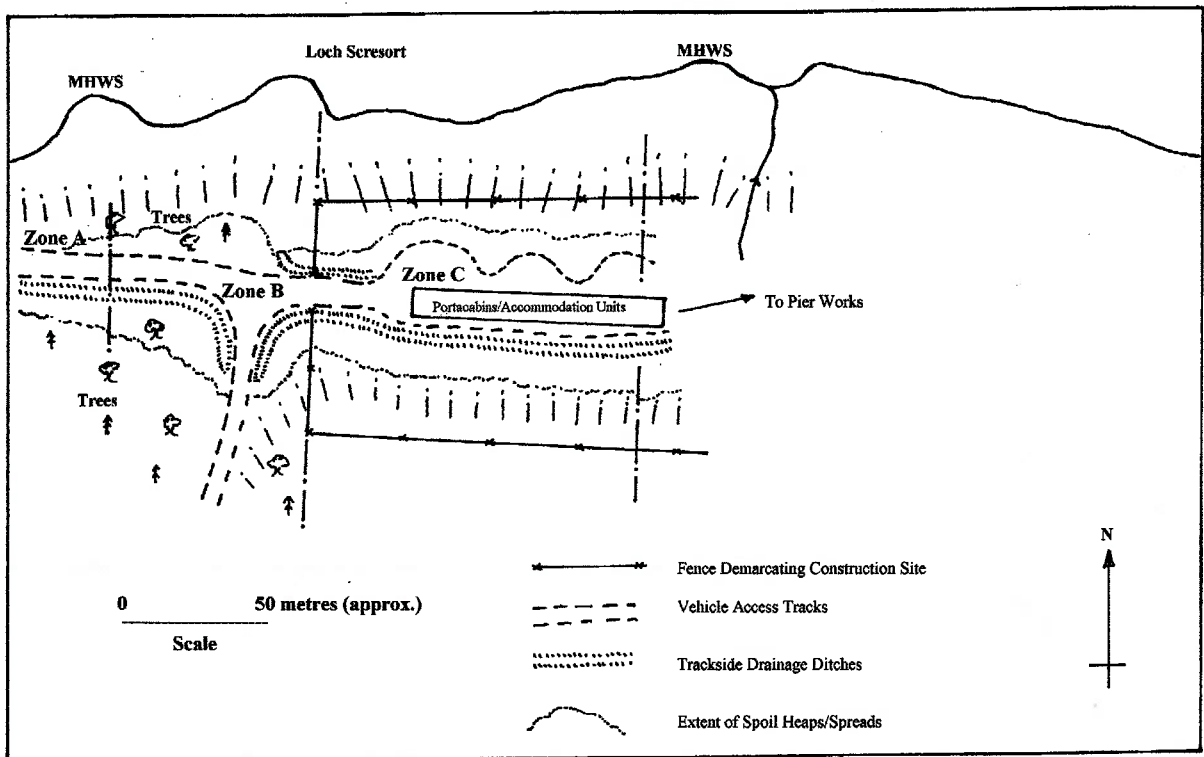 Loch Scresort
MHWS
MHWS
Trees
Zone A
Zone B
Zone C
Portacabins/Accommodation Units
To Pier Works
Trees
N
Fence Demarcating Construction Site
0 50 metres (approx.)
Vehicle Access Tracks
Scale
Trackside Drainage Ditches
Extent of Spoil Heaps/Spreads